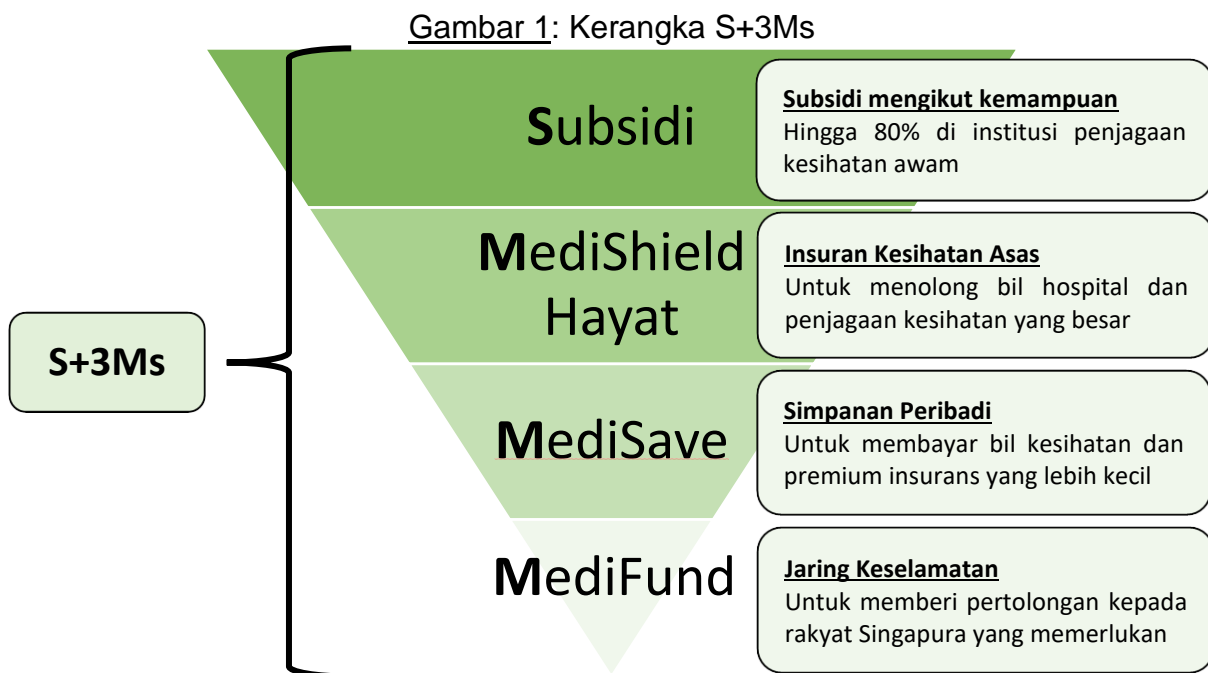 Gambar 1: Kerangka S+3Ms
S+3Ms
Subsidi
Subsidi mengikut kemampuan
Hingga 80% di institusi penjagaan
kesihatan awam
MediShield
Hayat
Insuran Kesihatan Asas
Untuk menolong bil hospital dan
penjagaan kesihatan yang besar
MediSave
Simpanan Peribadi
Untuk membayar bil kesihatan dan
premium insurans yang lebih kecil
MediFund
Jaring Keselamatan
Untuk memberi pertolongan kepada
rakyat Singapura yang memerlukan